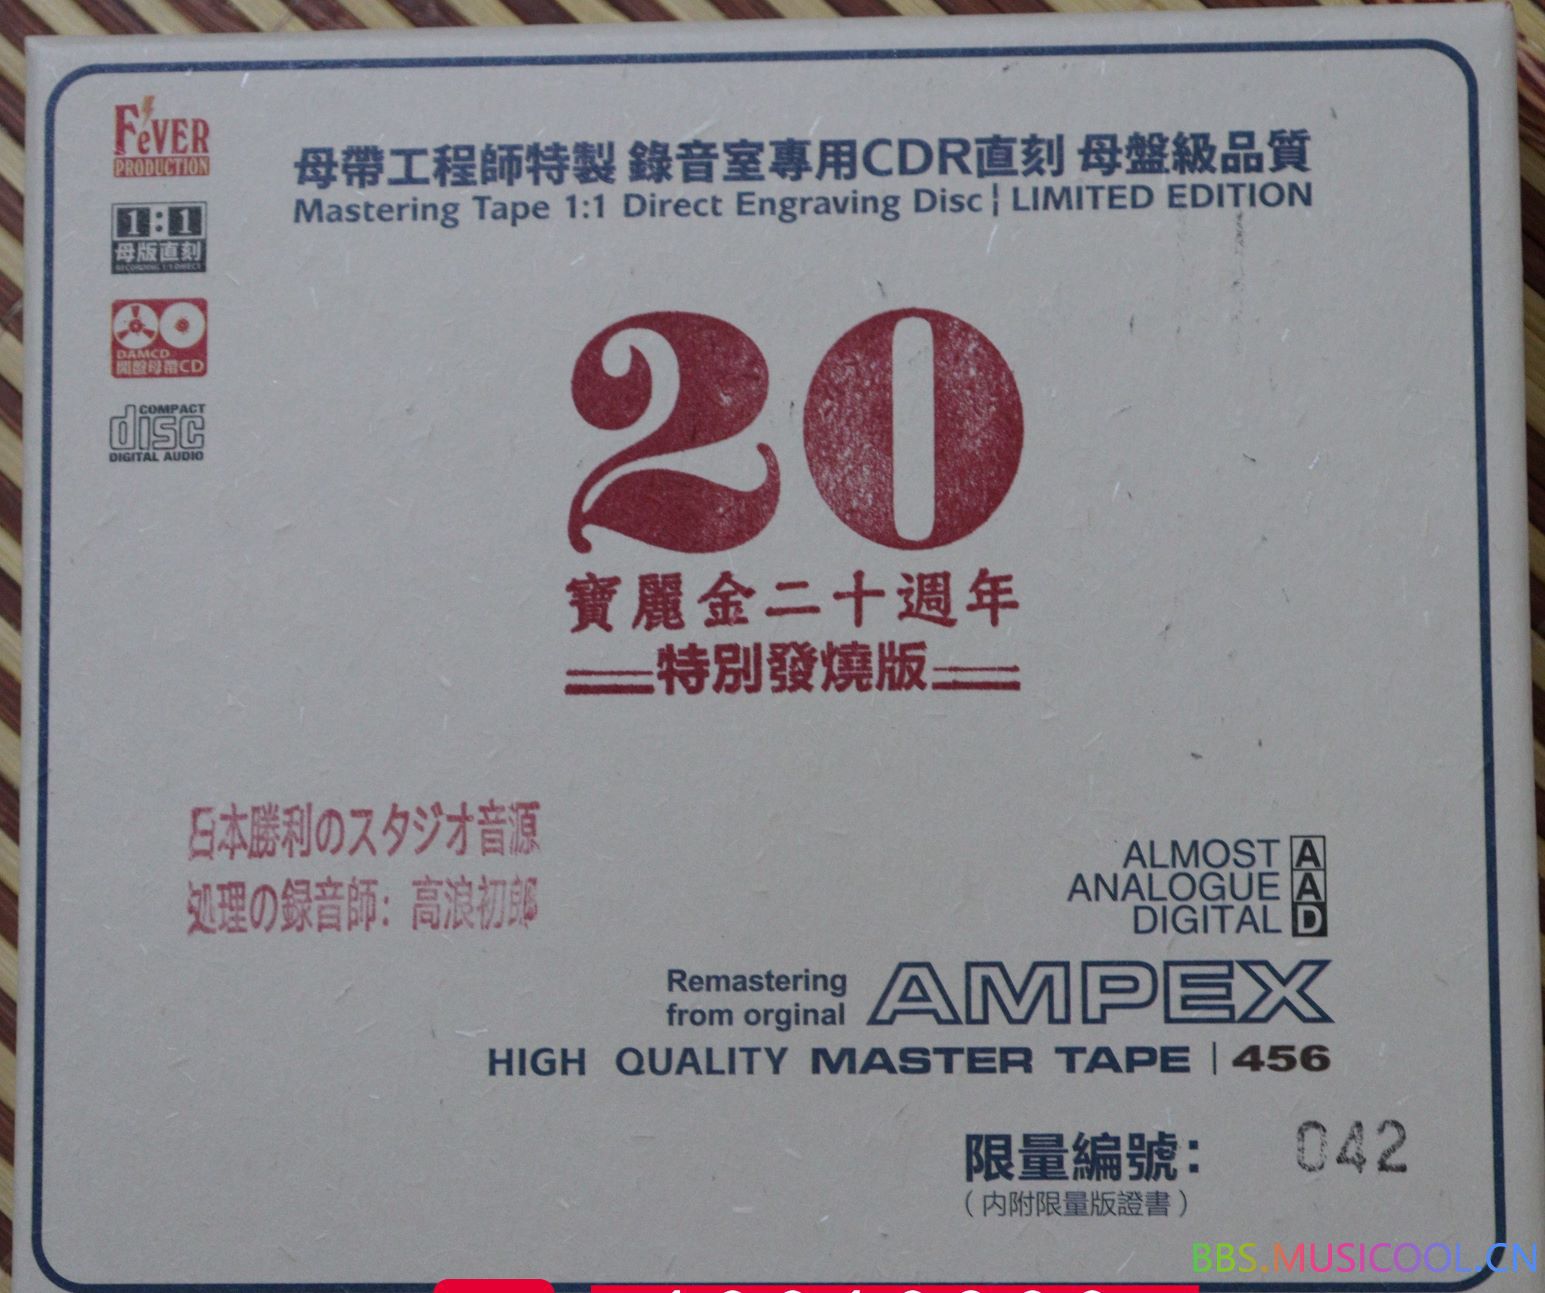 FeVER
PRODUCTION
1:1
母版直刻
DAMCD
開盤母帶CD
COMPACT
disc
DIGITAL AUDIO
母帶工程師特製 錄音室專用CDR直刻 母盤級品質
Mastering Tape 1:1 Direct Engraving Disc¦LIMITED EDITION
20
寶麗金二十週年
特別發燒版
日本勝利のスタジオ音源
処理の録音師：高浪初郎
ALMOST A
ANALOGUE A
DIGITAL D
Remastering
from orginal AMPEX
HIGH QUALITY MASTER TAPE | 456
限量編號： 042
（内附限量版證書）
BBS.MUSICOOL.CN